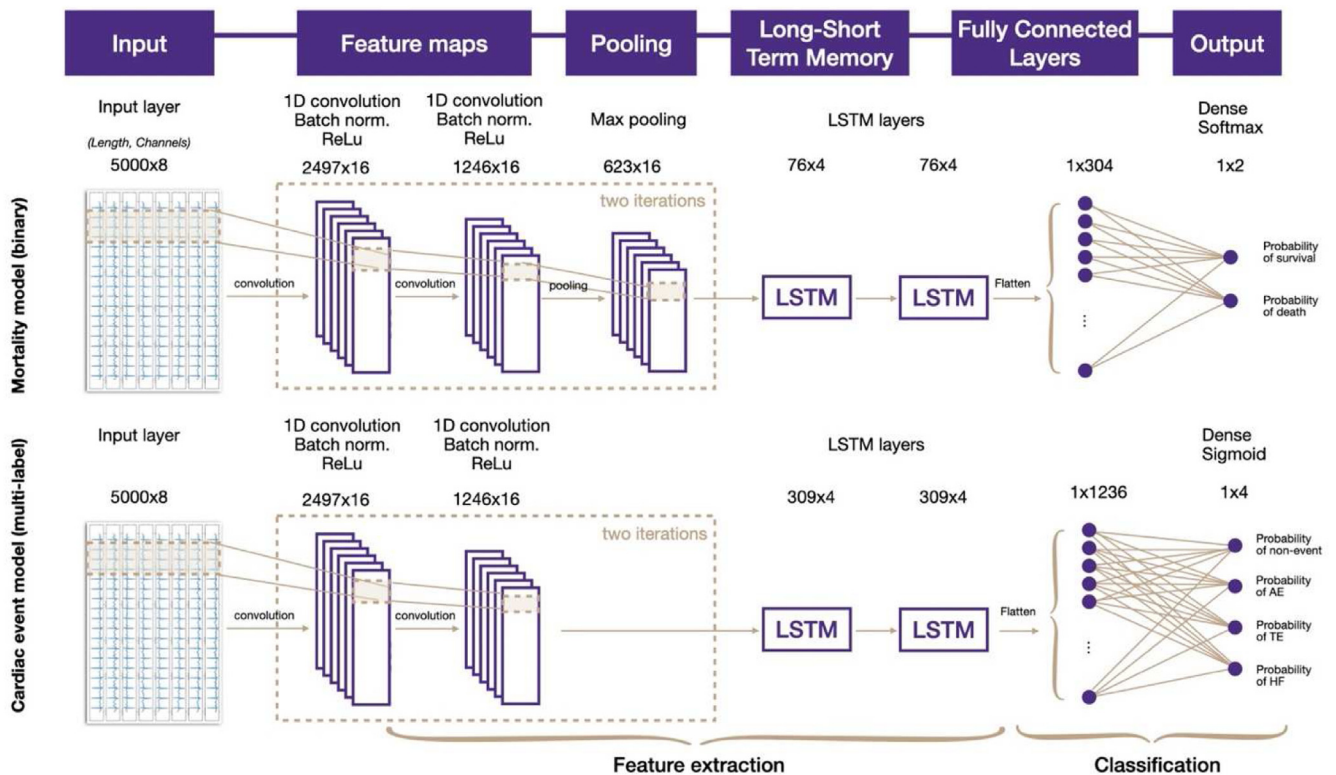 Input
Feature maps
Pooling
Long-Short
Term Memory
Fully Connected
Layers
Output
Mortality model (binary)
Input layer
(Length, Channels)
5000x8
1D convolution
Batch norm.
ReLu
2497x16
1D convolution
Batch norm.
ReLu
1246x16
Max pooling
623x16
LSTM layers
76x4
76x4
1x304
Dense
Softmax
1x2
two iterations
convolution
convolution
pooling
LSTM
LSTM
Flatten
...
Probability
of survival
Probability
of death
Cardiac event model (multi-label)
Input layer
5000x8
1D convolution
Batch norm.
ReLu
2497x16
1D convolution
Batch norm.
ReLu
1246x16
LSTM layers
309x4
309x4
1x1236
Dense
Sigmoid
1x4
two iterations
convolution
convolution
LSTM
LSTM
Flatten
...
Probability
of non-event
Probability
of AE
Probability
of TE
Probability
of HF
Feature extraction
Classification